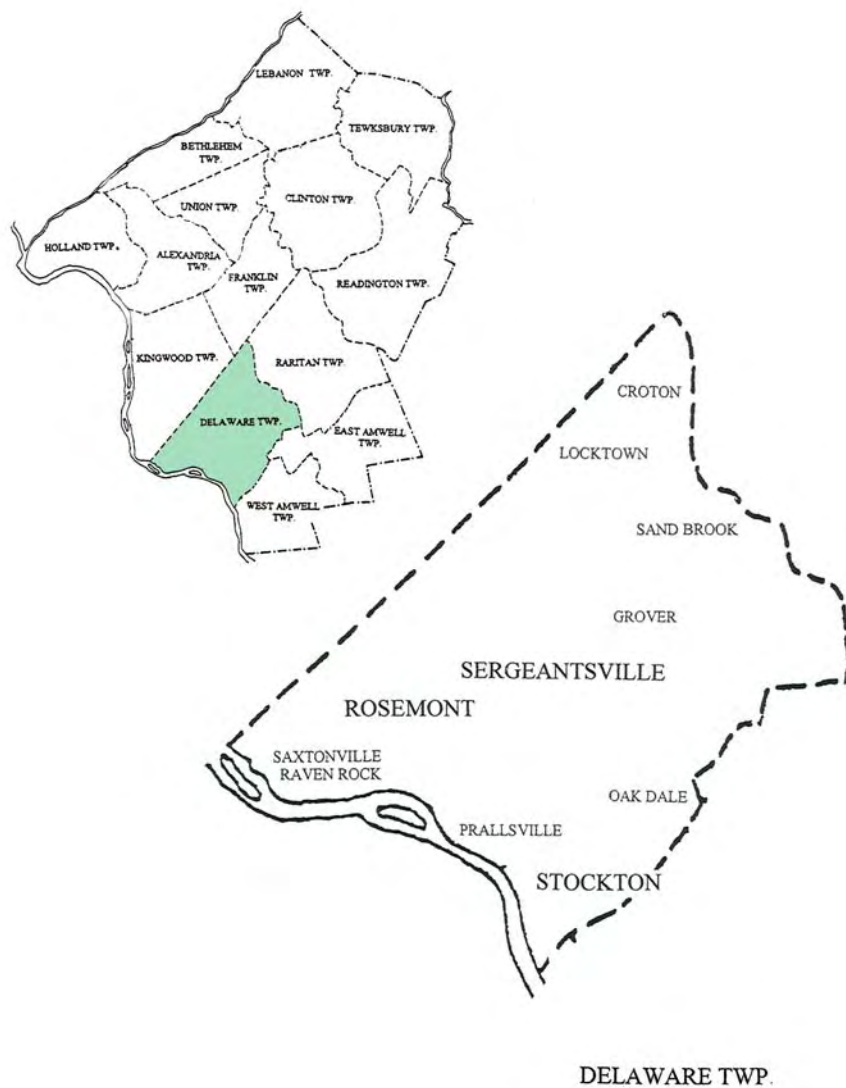 LEBANON TWP.
TEWKSBURY TWP.
BETHLEHEM
TWP.
UNION TWP.
CLINTON TWP.
HOLLAND TWP.
ALEXANDRIA
TWP.
FRANKLIN
TWP.
READINGTON TWP.
KINGWOOD TWP.
RARITAN TWP.
DELAWARE TWP.
EAST AMWELL
TWP.
WEST AMWELL
TWP.
CROTON
LOCKTOWN
SAND BROOK
GROVER
SERGEANTSVILLE
ROSEMONT
SAXTONVILLE
RAVEN ROCK
OAK DALE
PRALLSVILLE
STOCKTON
DELAWARE TWP.